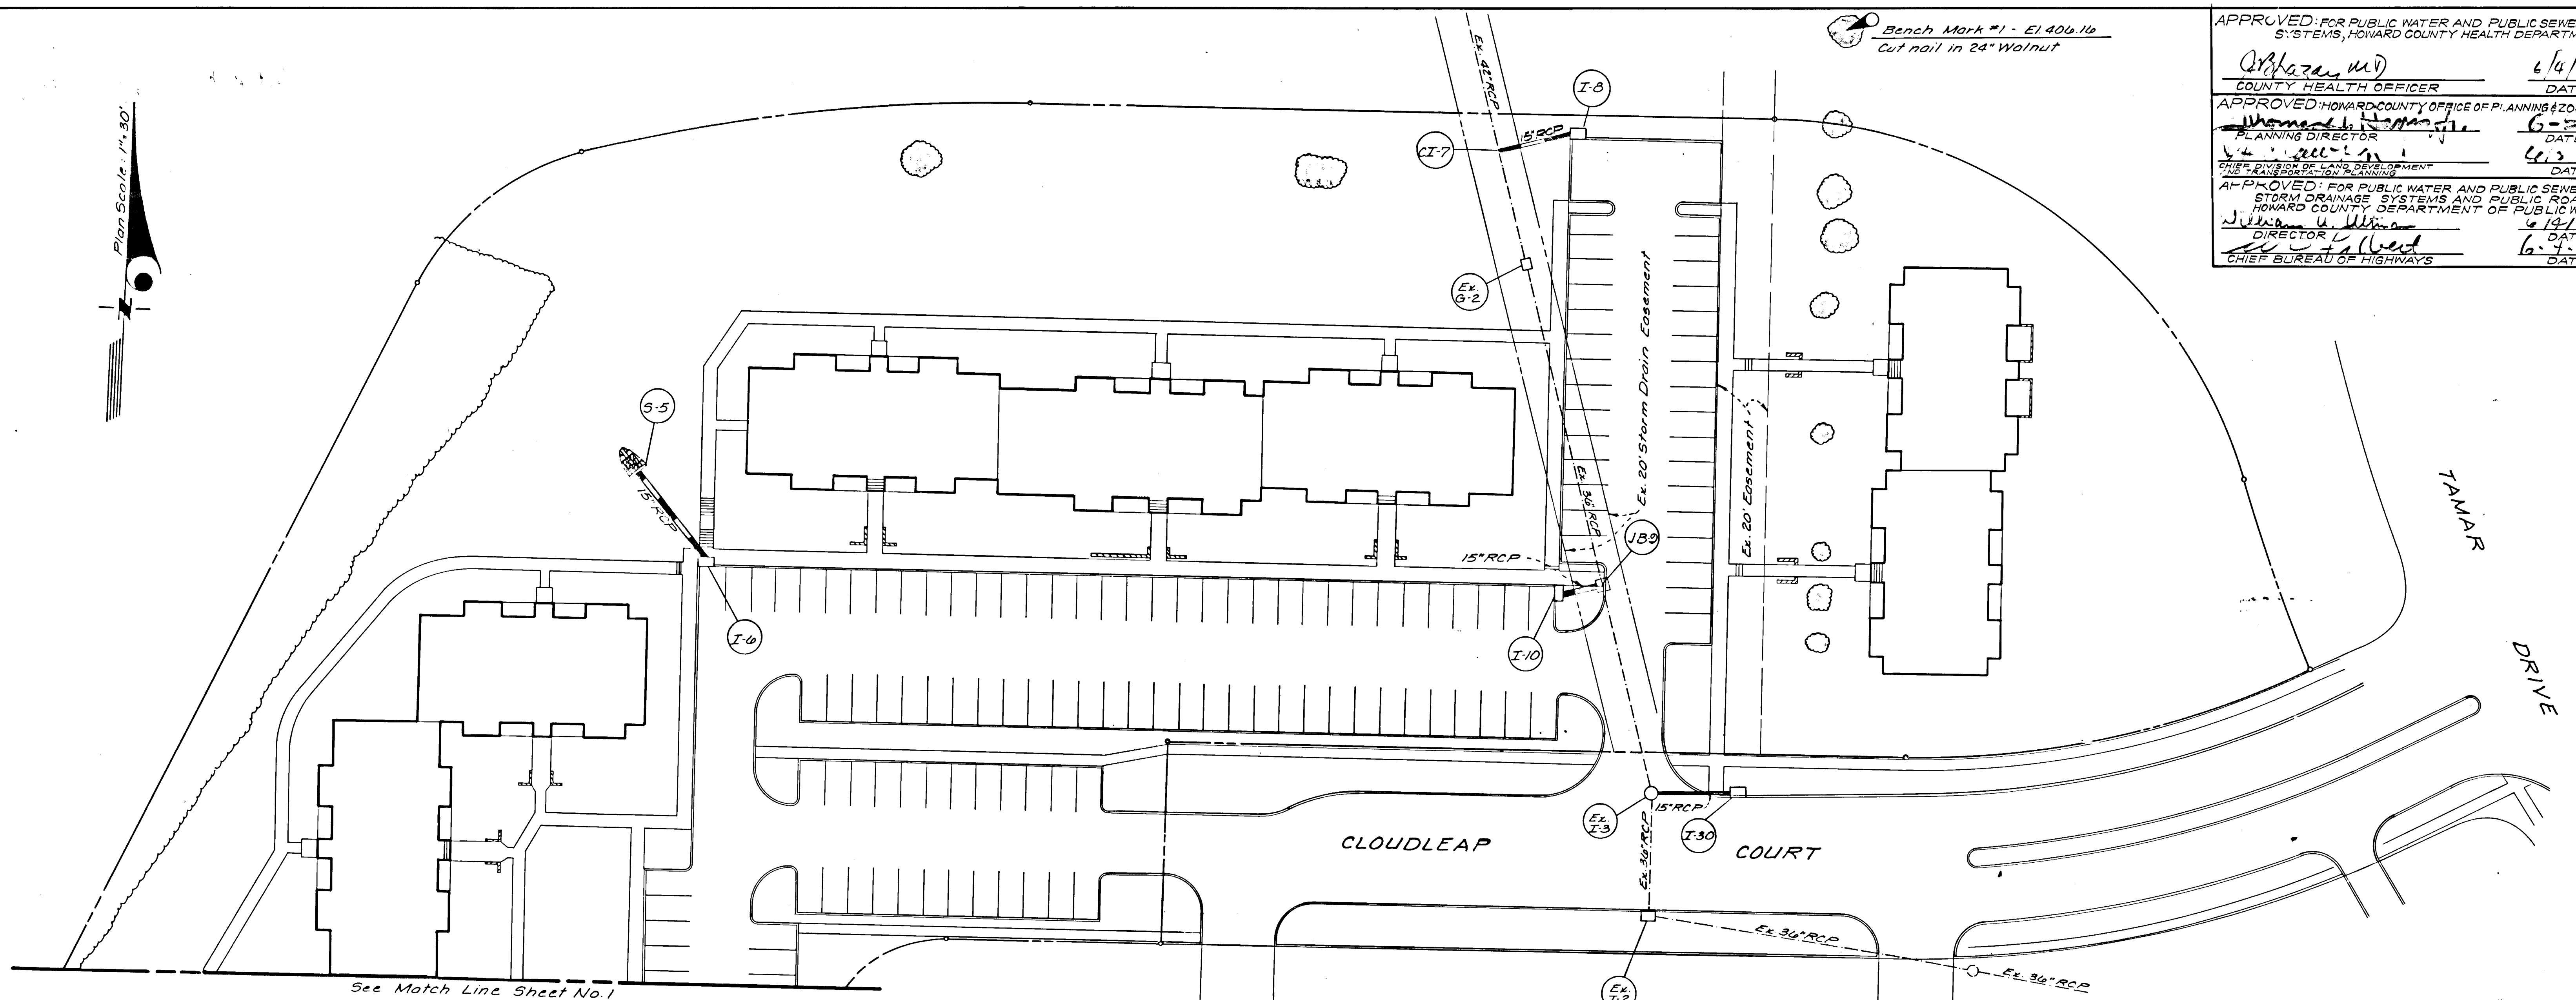 Bench Mark #1 - El. 406.16
Cut nail in 24" Walnut
APPROVED: FOR PUBLIC WATER AND PUBLIC SEWE
SYSTEMS, HOWARD COUNTY HEALTH DEPARTM
6/4/
COUNTY HEALTH OFFICER
DAT
APPROVED: HOWARD COUNTY OFFICE OF PLANNING & ZO
PLANNING DIRECTOR
DATE
CHIEF DIVISION OF LAND DEVELOPMENT
AND TRANSPORTATION PLANNING
DAT
APPROVED: FOR PUBLIC WATER AND PUBLIC SEWE
STORM DRAINAGE SYSTEMS AND PUBLIC ROA
HOWARD COUNTY DEPARTMENT OF PUBLIC W
DIRECTOR
DAT
CHIEF BUREAU OF HIGHWAYS
DAT
Plan Scale: 1"= 30'
Ex. 42" RCP
I-8
15" RCP
CI-7
Ex.
G-2
Ex. 20' Storm Drain Easement
Ex. 20' Easement
S-5
15" RCP
I-6
Ex. 36" RCP
JB9
15" RCP
I-10
TAMAR
DRIVE
Ex.
I-3
15" RCP
I-30
Ex. 36" RCP
CLOUDLEAP
COURT
Ex. 36" RCP
Ex. 36" RCP
Ex.
See Match Line Sheet No. 1